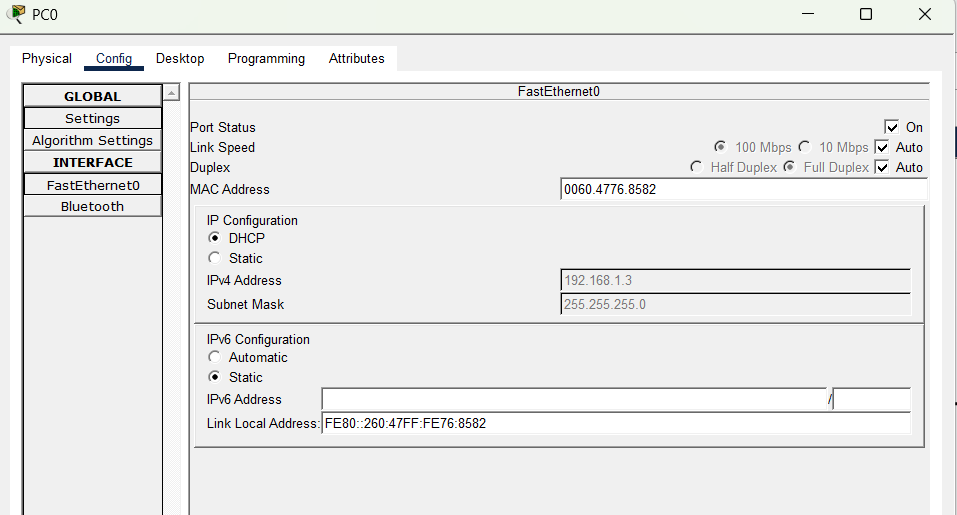 PC0
Physical Config Desktop Programming Attributes
GLOBAL
Settings
Algorithm Settings
INTERFACE
FastEthernet0
Bluetooth
FastEthernet0
Port Status On
Link Speed 100 Mbps 10 Mbps Auto
Duplex Half Duplex Full Duplex Auto
MAC Address 0060.4776.8582
IP Configuration
DHCP
Static
IPv4 Address 192.168.1.3
Subnet Mask 255.255.255.0
IPv6 Configuration
Automatic
Static
IPv6 Address /
Link Local Address: FE80::260:47FF:FE76:8582